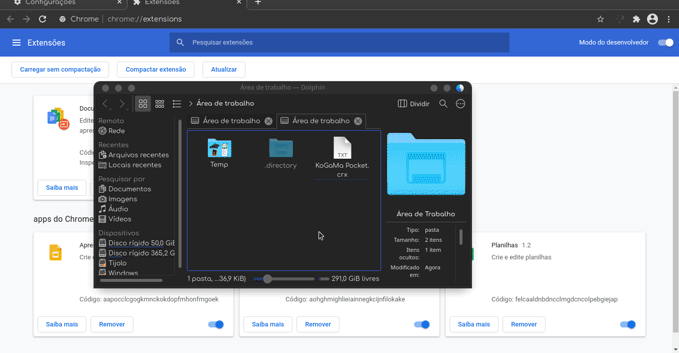 Configurações
Extensões
Chrome | chrome://extensions
Extensões
Pesquisar extensões
Modo do desenvolvedor
Carregar sem compactação
Compactar extensão
Atualizar
Área de trabalho — Dolphin
Área de trabalho
Dividir
Remoto
Rede
Recentes
Arquivos recentes
Locais recentes
Pesquisar por
Documentos
Imagens
Áudio
Vídeos
Dispositivos
Disco rígido 50,0 GiE
Disco rígido 365,2 G
Tijolo
Windows
Área de trabalho
Área de trabalho
Temp
.directory
TXT
KoGaMa Pocket.
crx
1 pasta, ...36,9 KiB)
291,0 GiB livres
Área de Trabalho
Tipo: pasta
Tamanho: 2 itens
Itens ocultos: 1 item
Modificado em: Agora
Docu
Edite
apres
Códi
Inspe
Saiba mais
apps do Chrome
Apre
Crie e
Código: aapocclcgogkmnckokdopfmhonfmgoek
Saiba mais
Remover
Código: aohghmighlieiainnegkcijnfilokake
Saiba mais
Remover
Planilhas 1.2
Crie e edite planilhas
Código: felcaaldnbdncclmgdcncolpebgiejap
Saiba mais
Remover